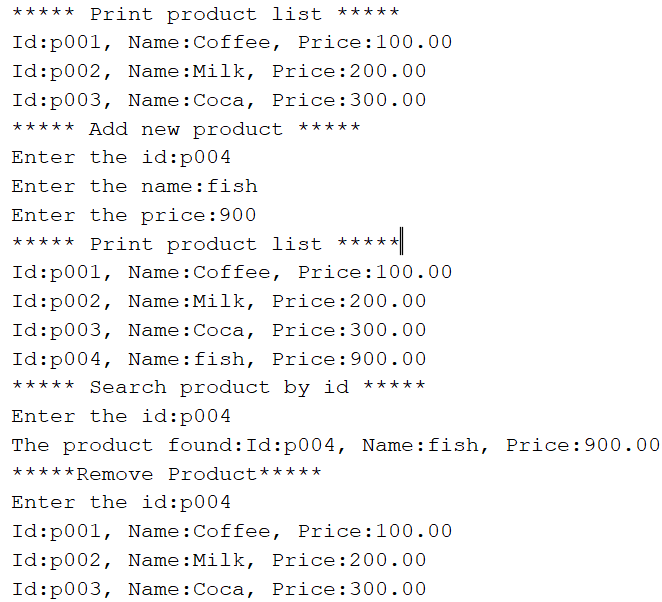 ***** Print product list *****
Id:p001, Name:Coffee, Price:100.00
Id:p002, Name:Milk, Price:200.00
Id:p003, Name:Coca, Price:300.00
***** Add new product *****
Enter the id:p004
Enter the name:fish
Enter the price:900
***** Print product list *****
Id:p001, Name:Coffee, Price:100.00
Id:p002, Name:Milk, Price:200.00
Id:p003, Name:Coca, Price:300.00
Id:p004, Name:fish, Price:900.00
***** Search product by id *****
Enter the id:p004
The product found:Id:p004, Name:fish, Price:900.00
*****Remove Product*****
Enter the id:p004
Id:p001, Name:Coffee, Price:100.00
Id:p002, Name:Milk, Price:200.00
Id:p003, Name:Coca, Price:300.00